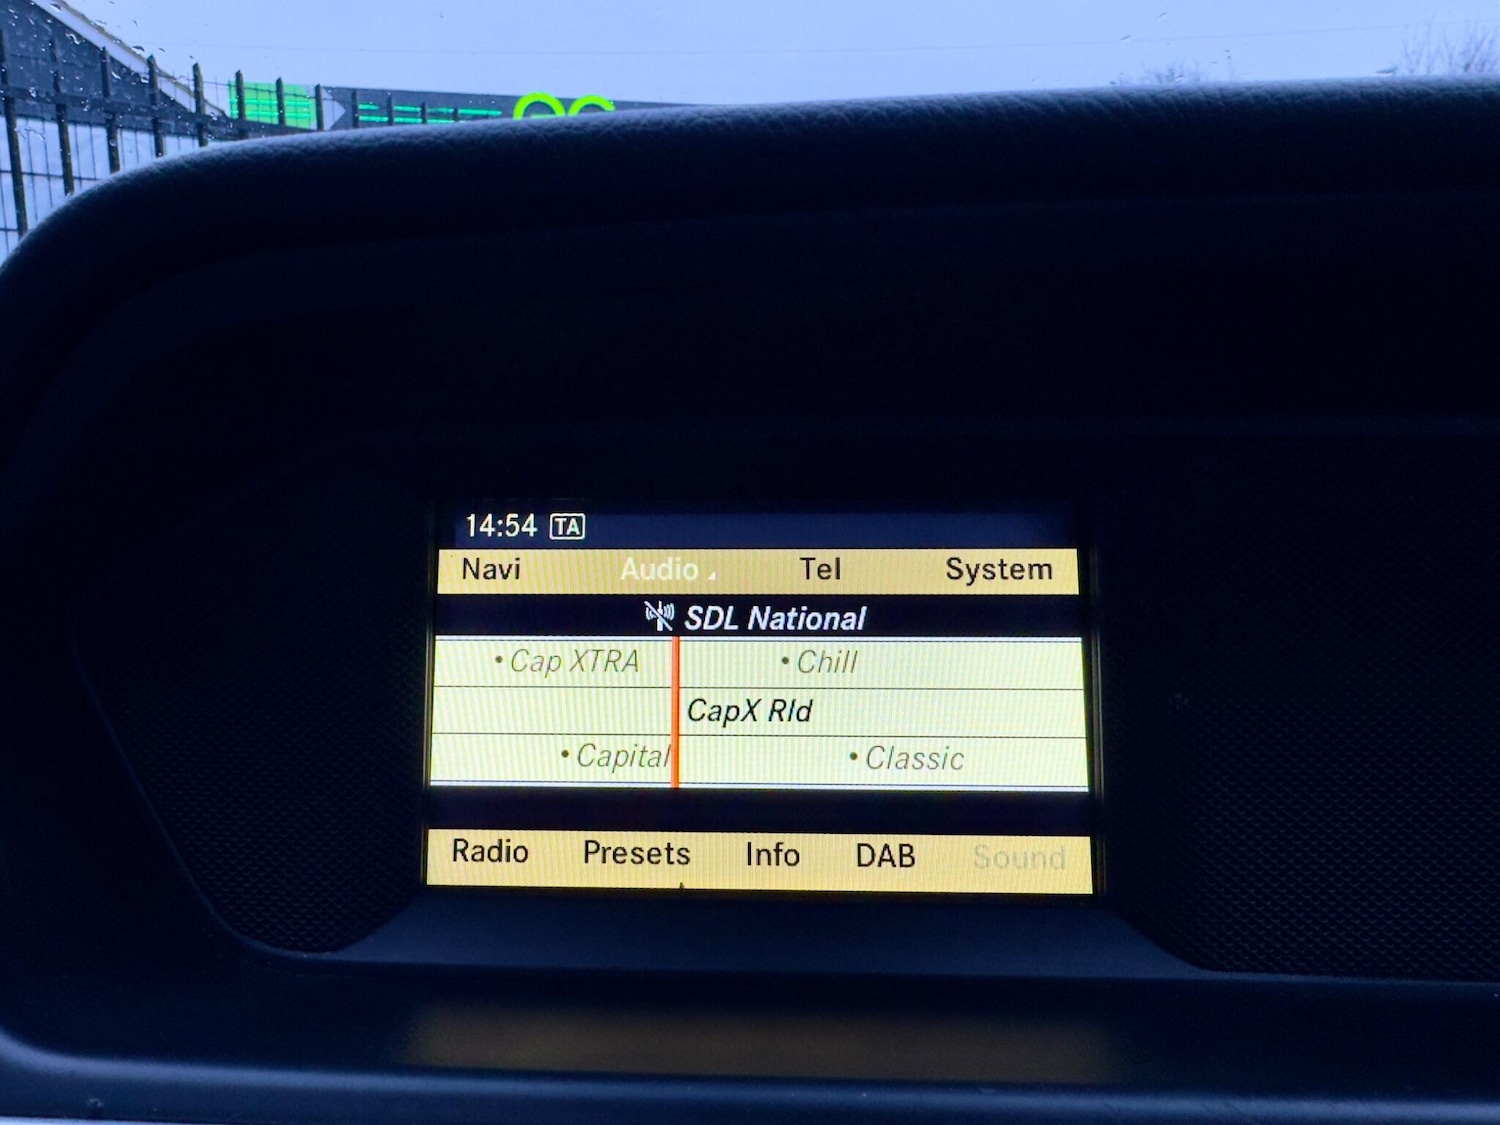 14:54 TA
Navi Audio Tel System
SDL National
• Cap XTRA • Chill
CapX Rld
• Capital • Classic
Radio Presets Info DAB Sound